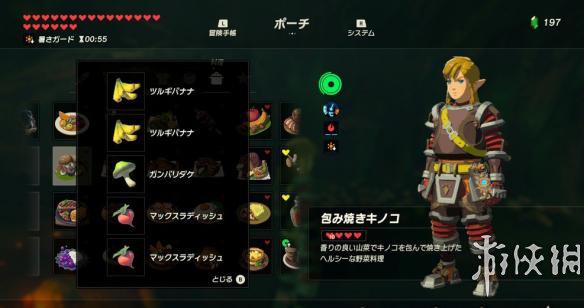 L
冒険手帳
ポーチ
R
システム
197
暑さガード 00:55
ツルギバナナ
ツルギバナナ
ガンバリダケ
マックスラディッシュ
マックスラディッシュ
とじる B
包み焼きキノコ
香りの良い山菜でキノコを包んで焼き上げた
ヘルシーな野菜料理
游侠網